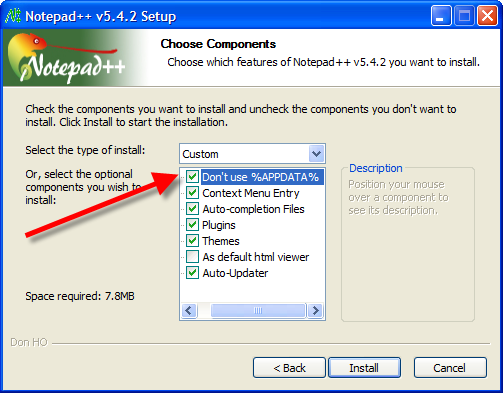 Notepad++ v5.4.2 Setup
Notepad++
Choose Components
Choose which features of Notepad++ v5.4.2 you want to install.
Check the components you want to install and uncheck the components you don't want to
install. Click Install to start the installation.
Select the type of install:
Custom
Or, select the optional
components you wish to
install:
Don't use %APPDATA%
Context Menu Entry
Auto-completion Files
Plugins
Themes
As default html viewer
Auto-Updater
Description
Position your mouse
over a component to
see its description.
Space required: 7.8MB
Don HO
< Back
Install
Cancel